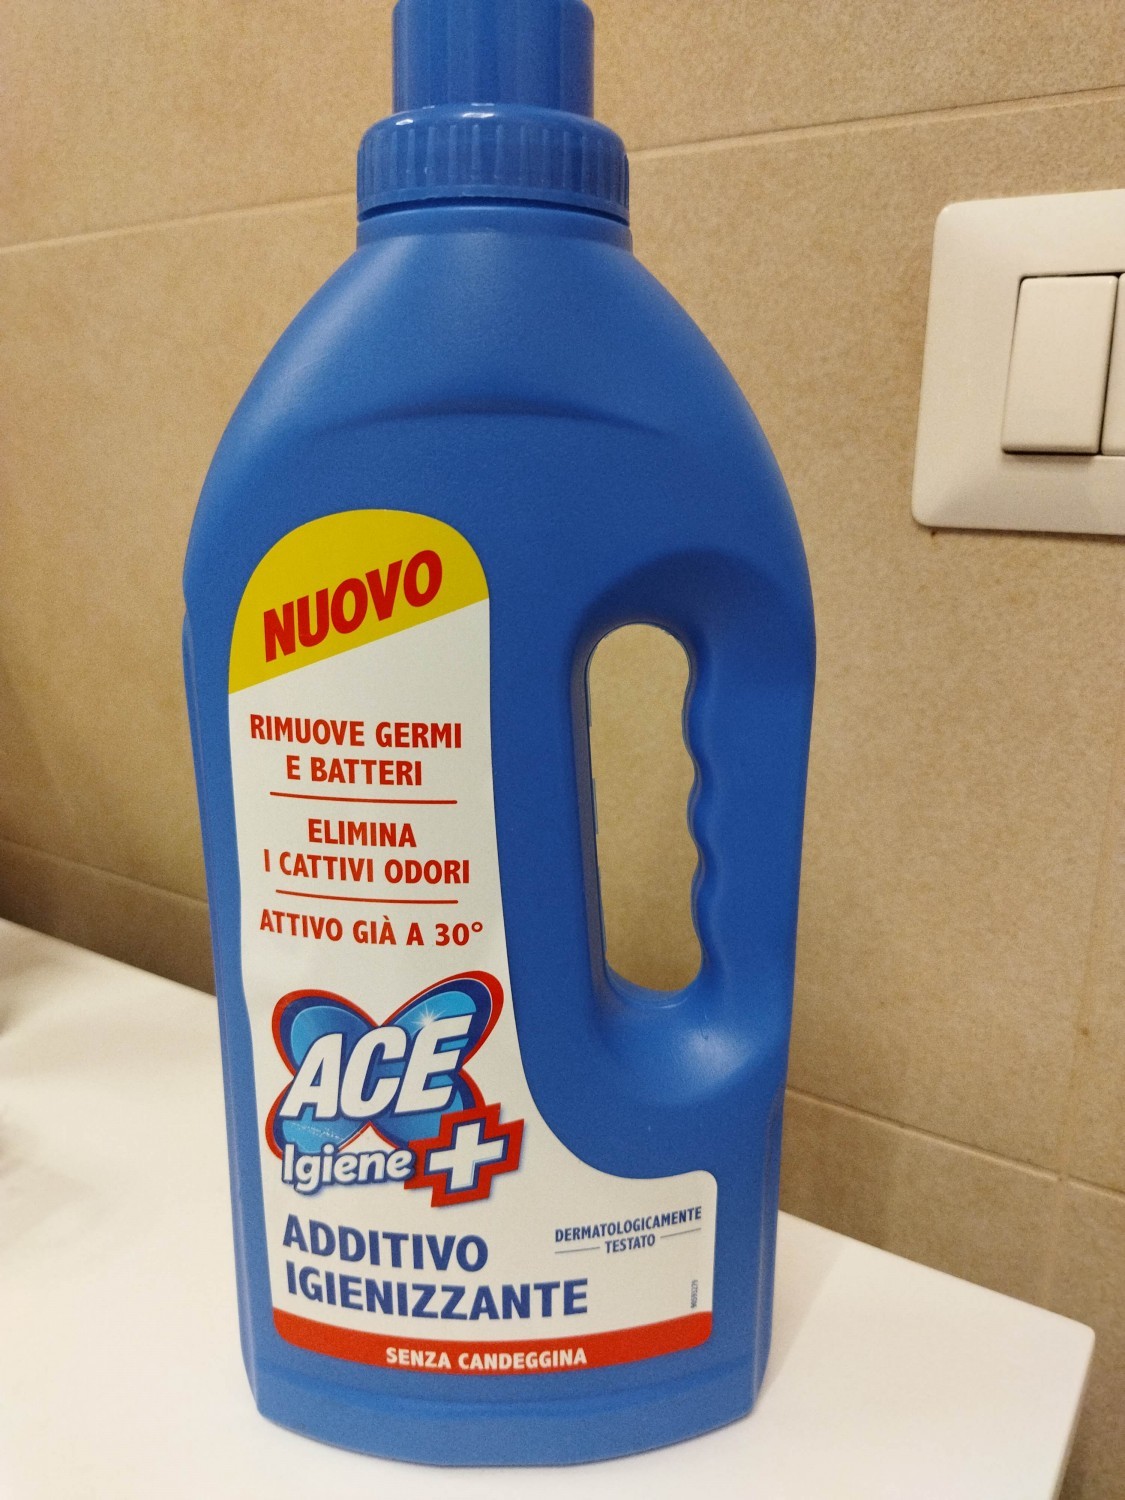 NUOVO
RIMUOVE GERMI
E BATTERI
ELIMINA
I CATTIVI ODORI
ATTIVO GIÀ A 30°
ACE
Igiene
ADDITIVO
IGIENIZZANTE
DERMATOLOGICAMENTE
TESTATO
SENZA CANDEGGINA